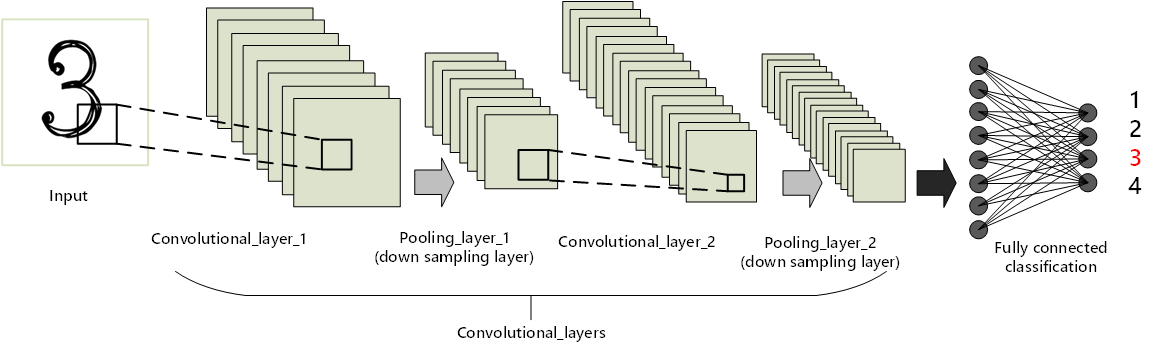 3
Input
Convolutional_layer_1
Pooling_layer_1
(down sampling layer)
Convolutional_layer_2
Pooling_layer_2
(down sampling layer)
1
2
3
4
Fully connected
classification
Convolutional_layers